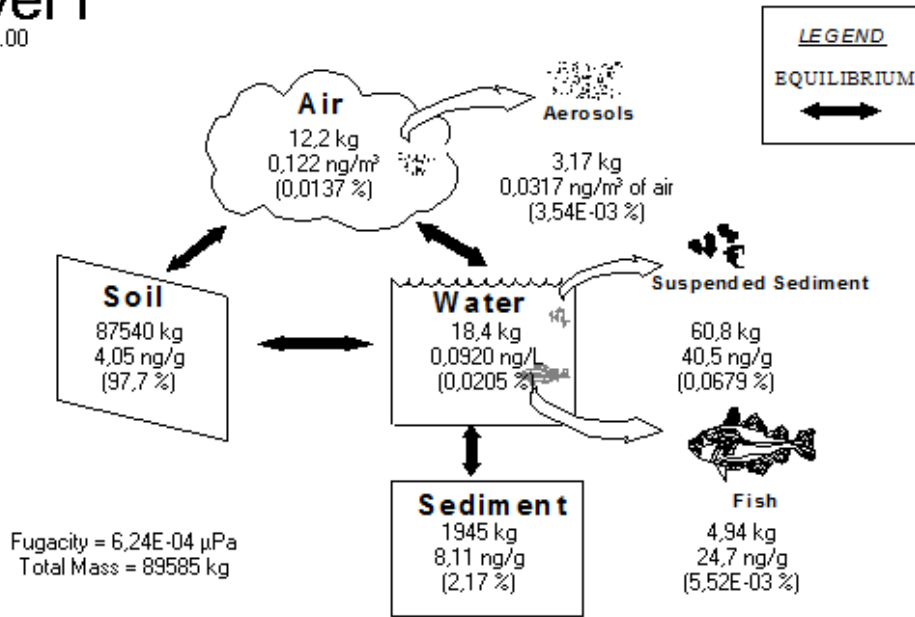 .00
LEGEND
EQUILIBRIUM
Air
12,2 kg
0,122 ng/m³
(0,0137 %)
Aerosols
3,17 kg
0,0317 ng/m³ of air
(3,54E-03 %)
Soil
87540 kg
4,05 ng/g
(97,7 %)
Water
18,4 kg
0,0920 ng/L
(0,0205 %)
Suspended Sediment
60,8 kg
40,5 ng/g
(0,0679 %)
Sediment
1945 kg
8,11 ng/g
(2,17 %)
Fish
4,94 kg
24,7 ng/g
(5,52E-03 %)
Fugacity = 6,24E-04 µPa
Total Mass = 89585 kg